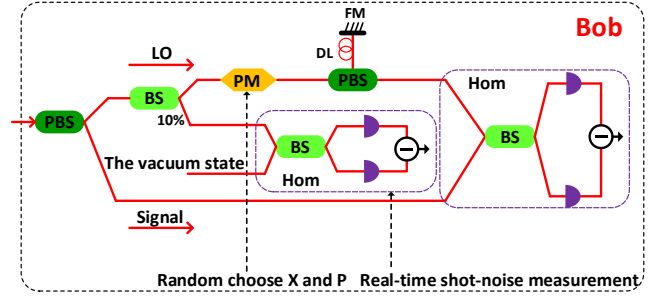 FM
Bob
LO
DL
Hom
PM
PBS
BS
PBS
10%
BS
BS
The vacuum state
Hom
Signal
Random choose X and P
Real-time shot-noise measurement